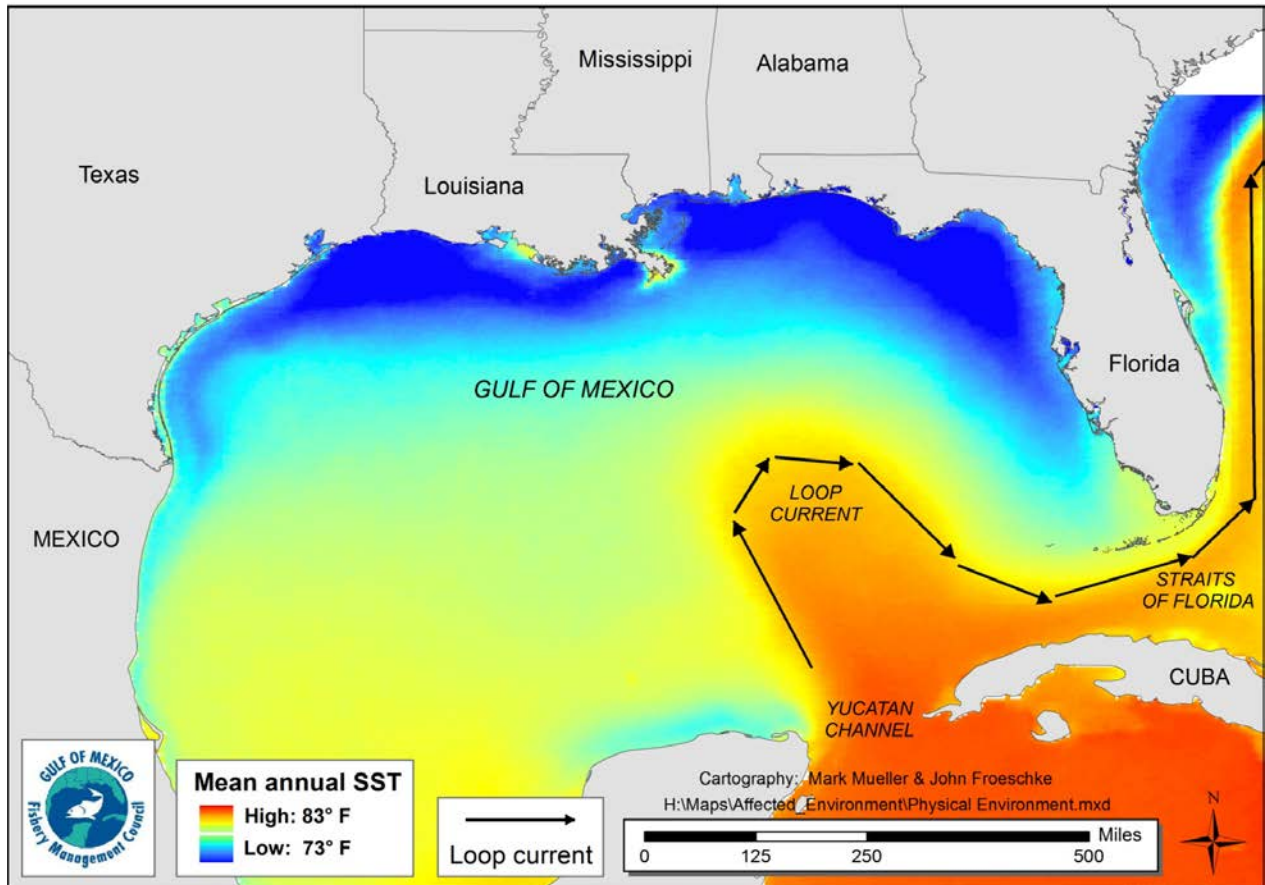 Mississippi
Alabama
Texas
Louisiana
GULF OF MEXICO
Florida
LOOP
CURRENT
MEXICO
STRAITS
OF FLORIDA
CUBA
YUCATAN
CHANNEL
GULF OF MEXICO
Fishery Management Council
Mean annual SST
High: 83° F
Low: 73° F
Loop current
Cartography: Mark Mueller & John Froeschke
H:\Maps\Affected_Environment\Physical Environment.mxd
Miles
0 125 250 500
N